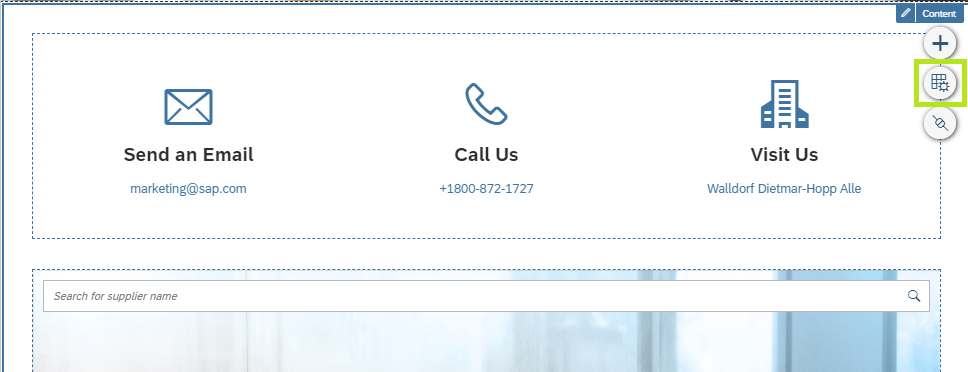 Content
Send an Email
Call Us
Visit Us
marketing@sap.com
+1800-872-1727
Walldorf Dietmar-Hopp Alle
Search for supplier name